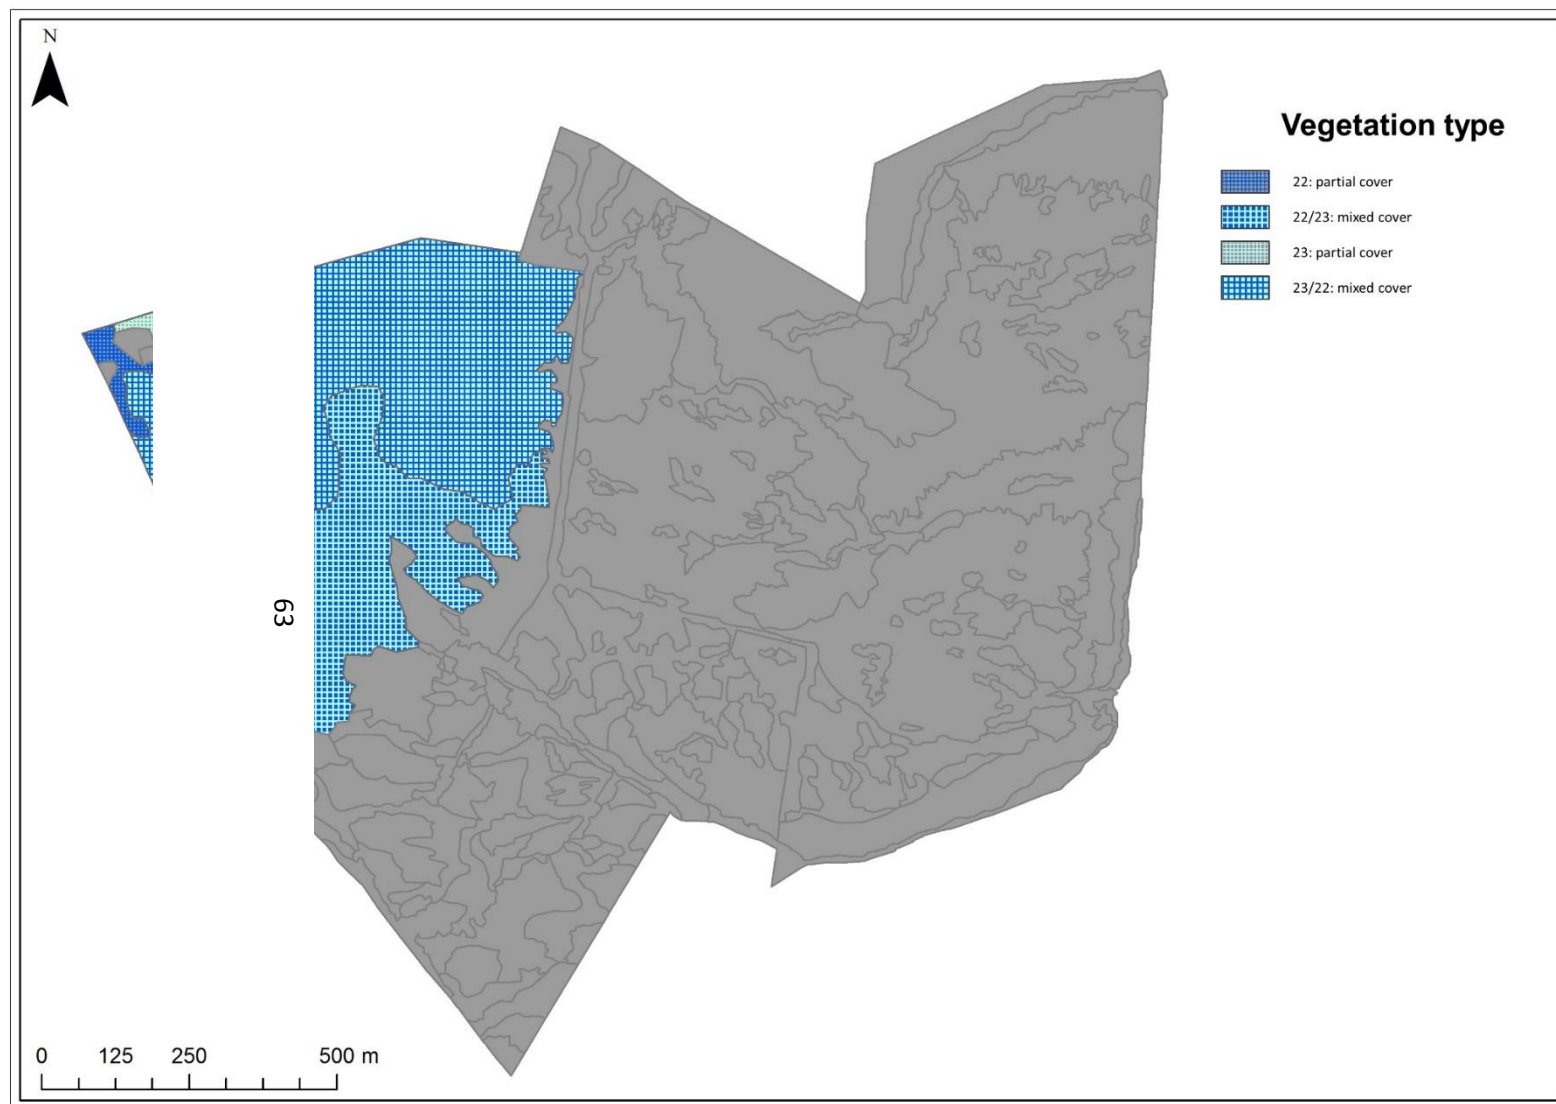 N
Vegetation type
22: partial cover
22/23: mixed cover
23: partial cover
23/22: mixed cover
63
0 125 250 500 m